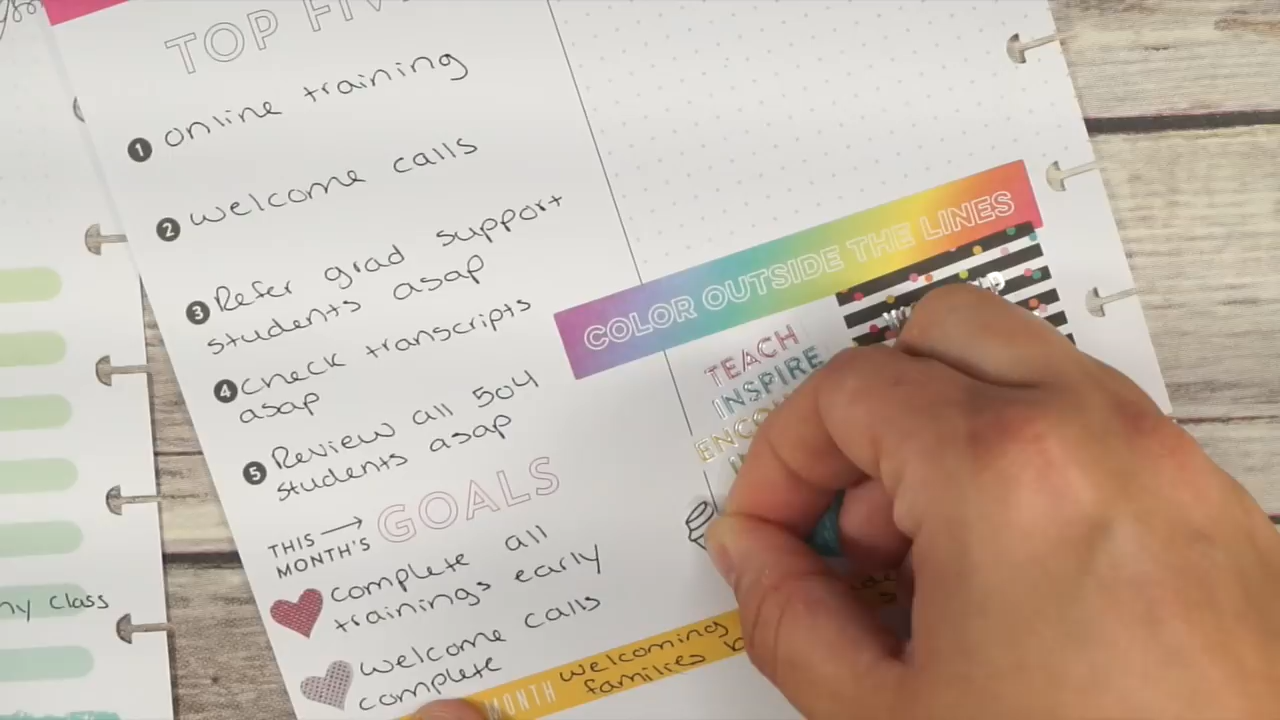 TOP FIV
1 online training
2 welcome calls
3 Refer grad support
students asap
4 check transcripts
asap
5 Review all 504
students asap
THIS MONTH'S GOALS
complete all
trainings early
welcome calls
complete
MONTH
welcoming
families
COLOR OUTSIDE THE LINES
TEACH
INSPIRE
ny Class